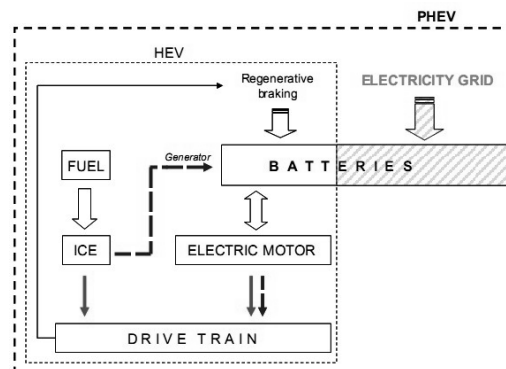 PHEV
HEV
Regenerative
braking
ELECTRICITY GRID
Generator
FUEL
BATTERIES
ICE
ELECTRIC MOTOR
DRIVE TRAIN